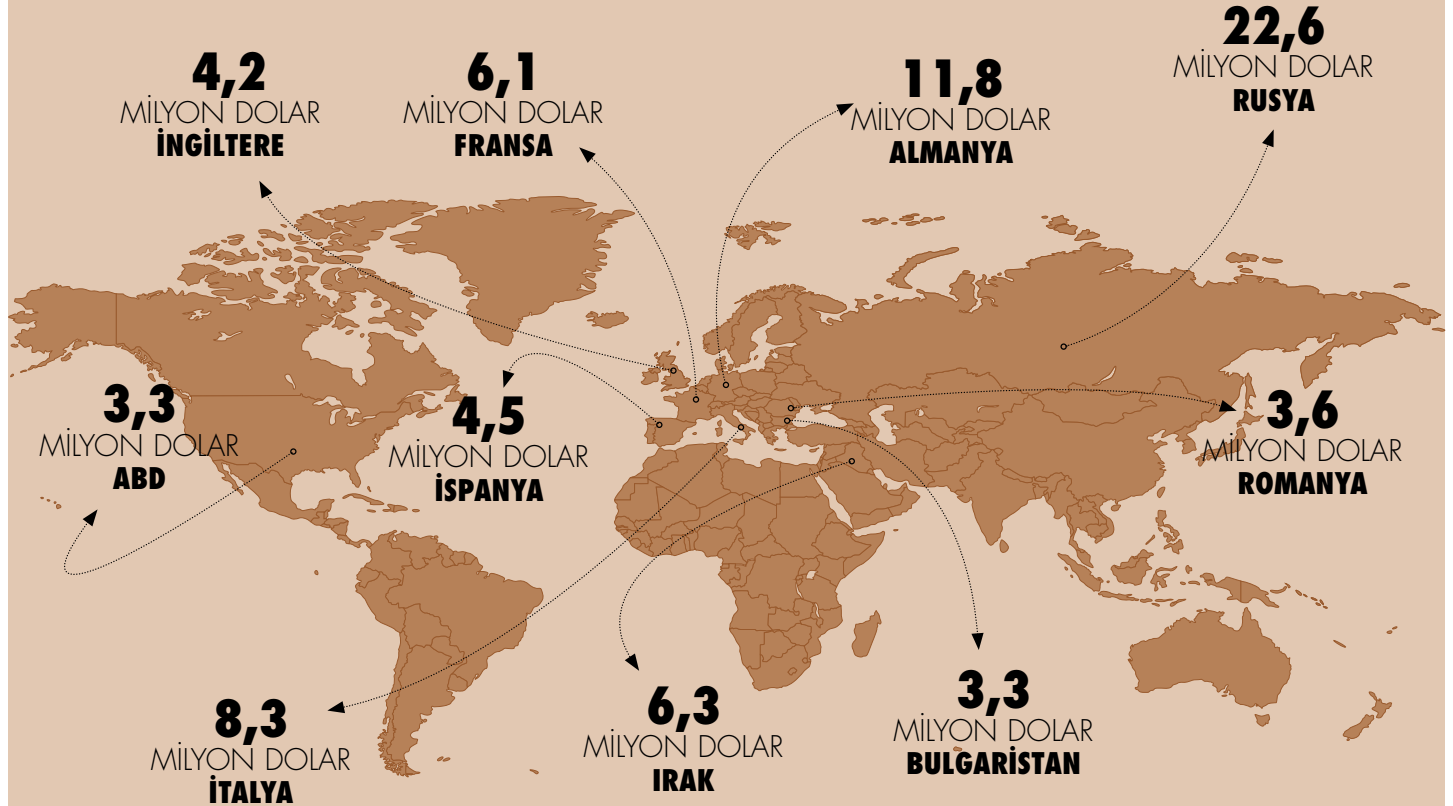 4,2
MİLYON DOLAR
İNGİLTERE
6,1
MİLYON DOLAR
FRANSA
11,8
MİLYON DOLAR
ALMANYA
22,6
MİLYON DOLAR
RUSYA
3,3
MİLYON DOLAR
ABD
4,5
MİLYON DOLAR
İSPANYA
3,6
MİLYON DOLAR
ROMANYA
8,3
MİLYON DOLAR
İTALYA
6,3
MİLYON DOLAR
IRAK
3,3
MİLYON DOLAR
BULGARİSTAN